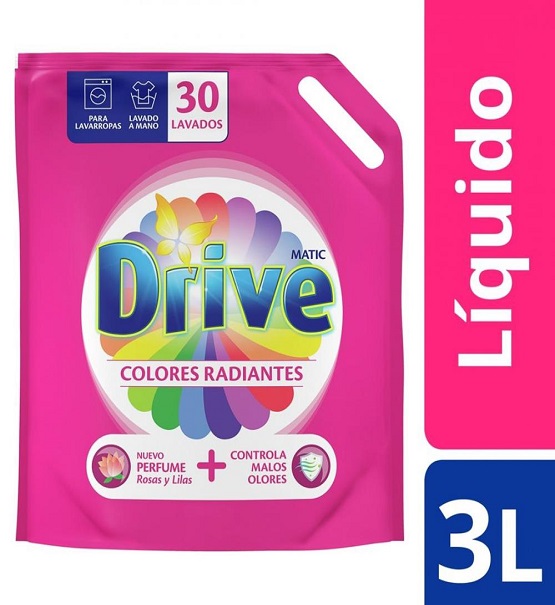 PARA
LAVARROPAS
LAVADO
A MANO
30
LAVADOS
MATIC
Drive
COLORES RADIANTES
NUEVO
PERFUME
Rosas y Lilas
+
CONTROLA
MALOS
OLORES
Líquido
3L